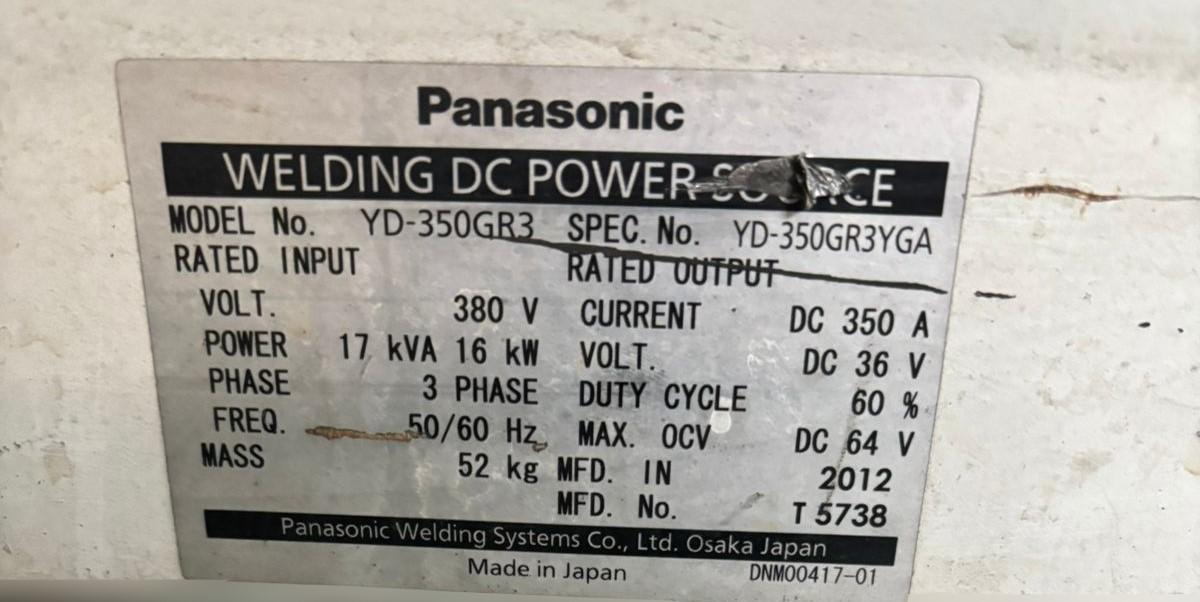 Panasonic
WELDING DC POWER
MODEL No. YD-350GR3 SPEC. No. YD-350GR3YGA
RATED INPUT RATED OUTPUT
VOLT. 380 V CURRENT DC 350 A
POWER 17 kVA 16 kW VOLT. DC 36 V
PHASE 3 PHASE DUTY CYCLE 60 %
FREQ. 50/60 Hz MAX. OCV DC 64 V
MASS 52 kg MFD. IN 2012
MFD. No. T 5738
Panasonic Welding Systems Co., Ltd. Osaka Japan
Made in Japan DNM00417-01